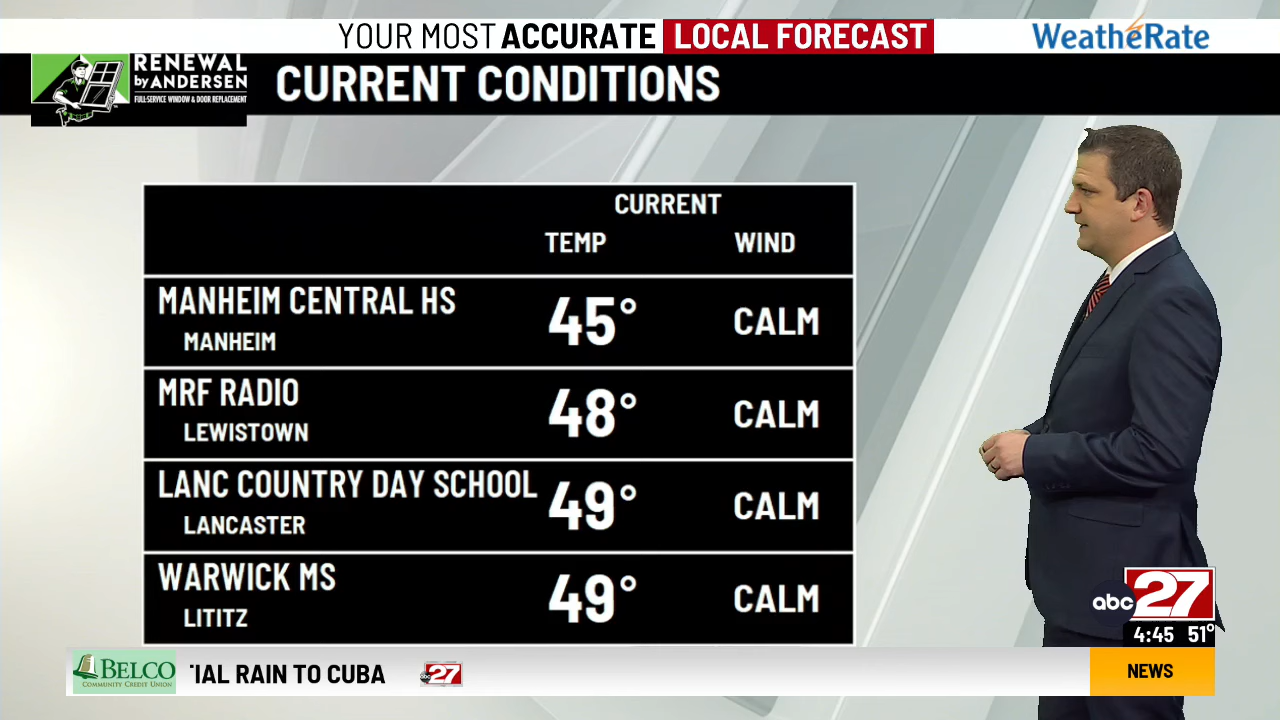 YOUR MOST ACCURATE LOCAL FORECAST
WeatheRate
RENEWAL
by ANDERSEN
FULL-SERVICE WINDOW & DOOR REPLACEMENT
CURRENT CONDITIONS
CURRENT
TEMP WIND
MANHEIM CENTRAL HS
MANHEIM
45° CALM
MRF RADIO
LEWISTOWN
48° CALM
LANC COUNTRY DAY SCHOOL
LANCASTER
49° CALM
WARWICK MS
LITITZ
49° CALM
abc 27
4:45 51°
BELCO
COMMUNITY CREDIT UNION
IAL RAIN TO CUBA
abc 27
NEWS